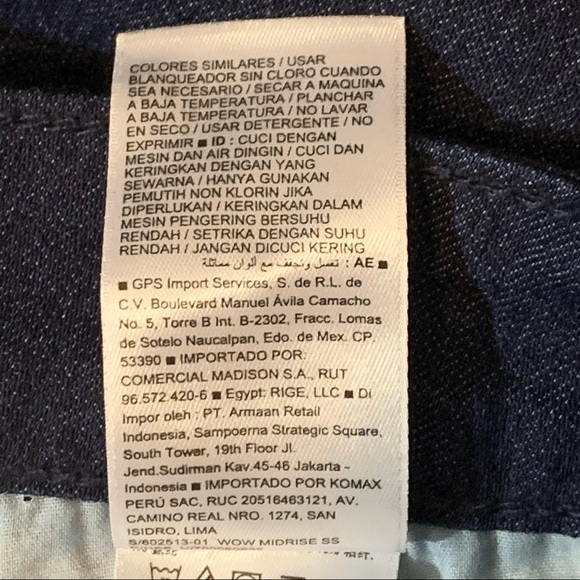 COLORES SIMILARES / USAR
BLANQUEADOR SIN CLORO CUANDO
SEA NECESARIO / SECAR A MAQUINA
A BAJA TEMPERATURA / PLANCHAR
A BAJA TEMPERATURA / NO LAVAR
EN SECO / USAR DETERGENTE / NO
EXPRIMIR ■ ID : CUCI DENGAN
MESIN DAN AIR DINGIN / CUCI DAN
KERINGKAN DENGAN YANG
SEWARNA / HANYA GUNAKAN
PEMUTIH NON KLORIN JIKA
DIPERLUKAN / KERINGKAN DALAM
MESIN PENGERING BERSUHU
RENDAH / SETRIKA DENGAN SUHU
RENDAH / JANGAN DICUCI KERING
■ AE : تغسل وتجفف مع ألوان مماثلة
■ GPS Import Services, S. de R.L. de
C.V. Boulevard Manuel Ávila Camacho
No. 5, Torre B Int. B-2302, Fracc. Lomas
de Sotelo Naucalpan, Edo. de Mex. CP.
53390 ■ IMPORTADO POR:
COMERCIAL MADISON S.A., RUT
96.572.420-6 ■ Egypt: RIGE, LLC ■ Di
Impor oleh : PT. Armaan Retail
Indonesia, Sampoerna Strategic Square,
South Tower, 19th Floor Jl.
Jend.Sudirman Kav.45-46 Jakarta -
Indonesia ■ IMPORTADO POR KOMAX
PERÚ SAC, RUC 20516463121, AV.
CAMINO REAL NRO. 1274, SAN
ISIDRO, LIMA
S/602513-01 WOW MIDRISE SS